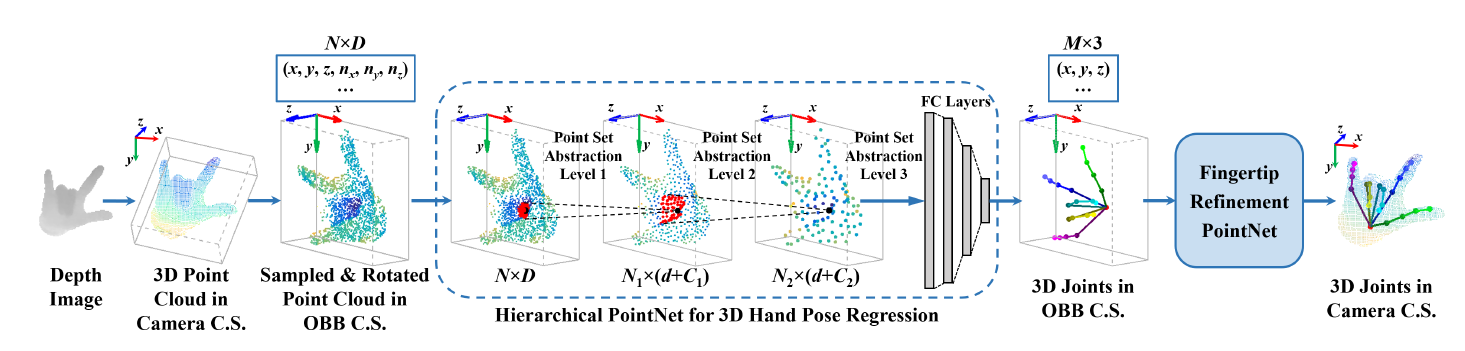 N×D
(x, y, z, nx, ny, nz)
...
M×3
(x, y, z)
...
z
x
y
z
x
y
z
x
y
z
x
y
z
x
y
z
x
y
z
x
y
FC Layers
Point Set
Abstraction
Level 1
Point Set
Abstraction
Level 2
Point Set
Abstraction
Level 3
Fingertip
Refinement
PointNet
N×D
N1×(d+C1)
N2×(d+C2)
Depth
Image
3D Point
Cloud in
Camera C.S.
Sampled & Rotated
Point Cloud in
OBB C.S.
Hierarchical PointNet for 3D Hand Pose Regression
3D Joints in
OBB C.S.
3D Joints in
Camera C.S.